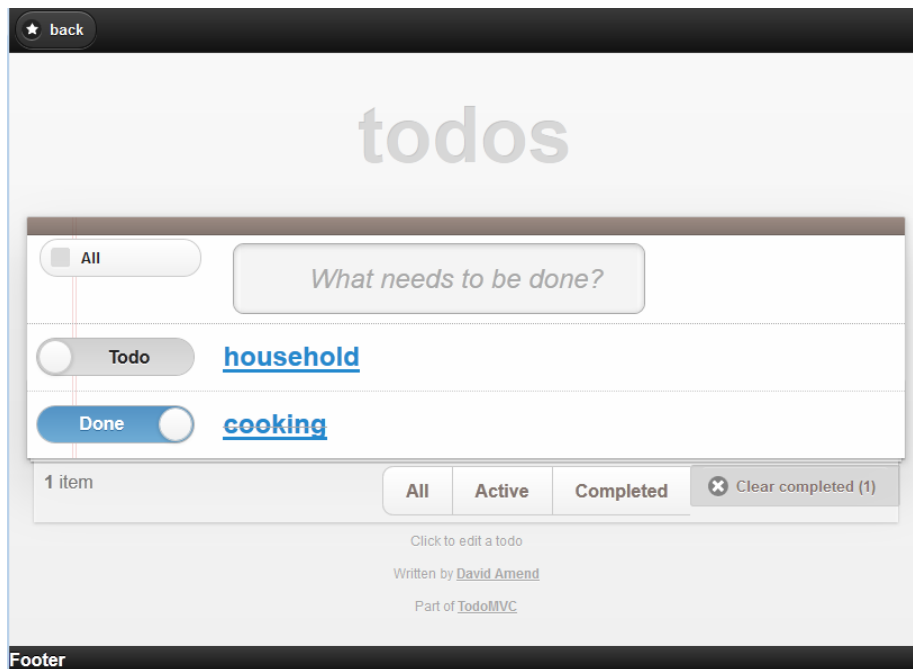 back
todos
All
What needs to be done?
Todo
household
Done
cooking
1 item
All
Active
Completed
Clear completed (1)
Click to edit a todo
Written by David Amend
Part of TodoMVC
Footer